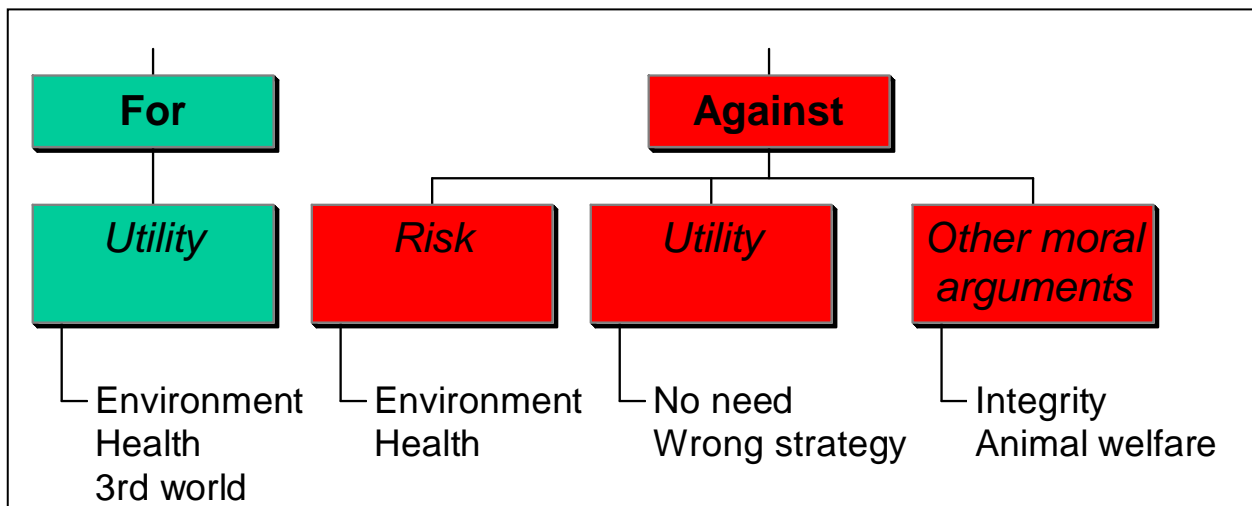 For
Against
Utility
Risk
Utility
Other moral
arguments
Environment
Health
3rd world
Environment
Health
No need
Wrong strategy
Integrity
Animal welfare